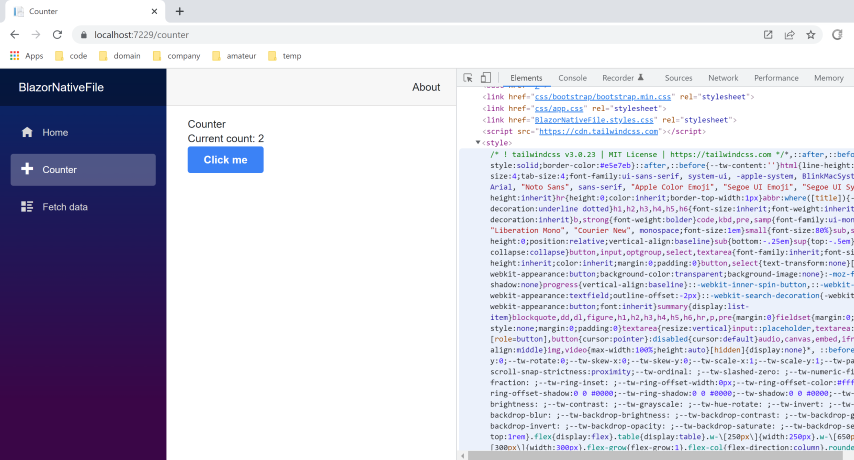 Counter
localhost:7229/counter
Apps code domain company amateur temp
BlazorNativeFile
About
Home
Counter
Fetch data
Counter
Current count: 2
Click me
Elements Console Recorder Sources Network Performance Memory
<link href="css/bootstrap/bootstrap.min.css" rel="stylesheet">
<link href="css/app.css" rel="stylesheet">
<link href="BlazorNativeFile.styles.css" rel="stylesheet">
<script src="https://cdn.tailwindcss.com"></script>
<style>
/* ! tailwindcss v3.0.23 | MIT License | https://tailwindcss.com */*,::after,::before
style:solid;border-color:#e5e7eb}::after,::before{--tw-content:''}html{line-height
size:4;tab-size:4;font-family:ui-sans-serif, system-ui, -apple-system, BlinkMacSyst
Arial, "Noto Sans", sans-serif, "Apple Color Emoji", "Segoe UI Emoji", "Segoe UI Sy
height:inherit}hr{height:0;color:inherit;border-top-width:1px}abbr:where([title]){-
decoration:underline dotted}h1,h2,h3,h4,h5,h6{font-size:inherit;font-weight:inherit
decoration:inherit}b,strong{font-weight:bolder}code,kbd,pre,samp{font-family:ui-mon
"Liberation Mono", "Courier New", monospace;font-size:1em}small{font-size:80%}sub,s
height:0;position:relative;vertical-align:baseline}sub{bottom:-.25em}sup{top:-.5em}
collapse:collapse}button,input,optgroup,select,textarea{font-family:inherit;font-si
height:inherit;color:inherit;margin:0;padding:0}button,select{text-transform:none}[
webkit-appearance:button;background-color:transparent;background-image:none}:-moz-f
shadow:none}progress{vertical-align:baseline}::-webkit-inner-spin-button,::-webkit-
webkit-appearance:textfield;outline-offset:-2px}::-webkit-search-decoration{-webkit
webkit-appearance:button;font:inherit}summary{display:list-
item}blockquote,dd,dl,figure,h1,h2,h3,h4,h5,h6,hr,p,pre{margin:0}fieldset{margin:0;
style:none;margin:0;padding:0}textarea{resize:vertical}input::placeholder,textarea:
[role=button],button{cursor:pointer}:disabled{cursor:default}audio,canvas,embed,ifr
align:middle}img,video{max-width:100%;height:auto}[hidden]{display:none}*, ::before
y:0;--tw-rotate:0;--tw-skew-x:0;--tw-skew-y:0;--tw-scale-x:1;--tw-scale-y:1;--tw-pa
scroll-snap-strictness:proximity;--tw-ordinal: ;--tw-slashed-zero: ;--tw-numeric-fi
fraction: ;--tw-ring-inset: ;--tw-ring-offset-width:0px;--tw-ring-offset-color:#fff
ring-offset-shadow:0 0 #0000;--tw-ring-shadow:0 0 #0000;--tw-shadow:0 0 #0000;--tw-s
brightness: ;--tw-contrast: ;--tw-grayscale: ;--tw-hue-rotate: ;--tw-invert: ;--tw-
backdrop-blur: ;--tw-backdrop-brightness: ;--tw-backdrop-contrast: ;--tw-backdrop-g
backdrop-invert: ;--tw-backdrop-opacity: ;--tw-backdrop-saturate: ;--tw-backdrop-se
top:1rem}.flex{display:flex}.table{display:table}.w-\[250px\]{width:250px}.w-\[650p
[300px\]{width:300px}.flex-grow{flex-grow:1}.flex-col{flex-direction:column}.rounde